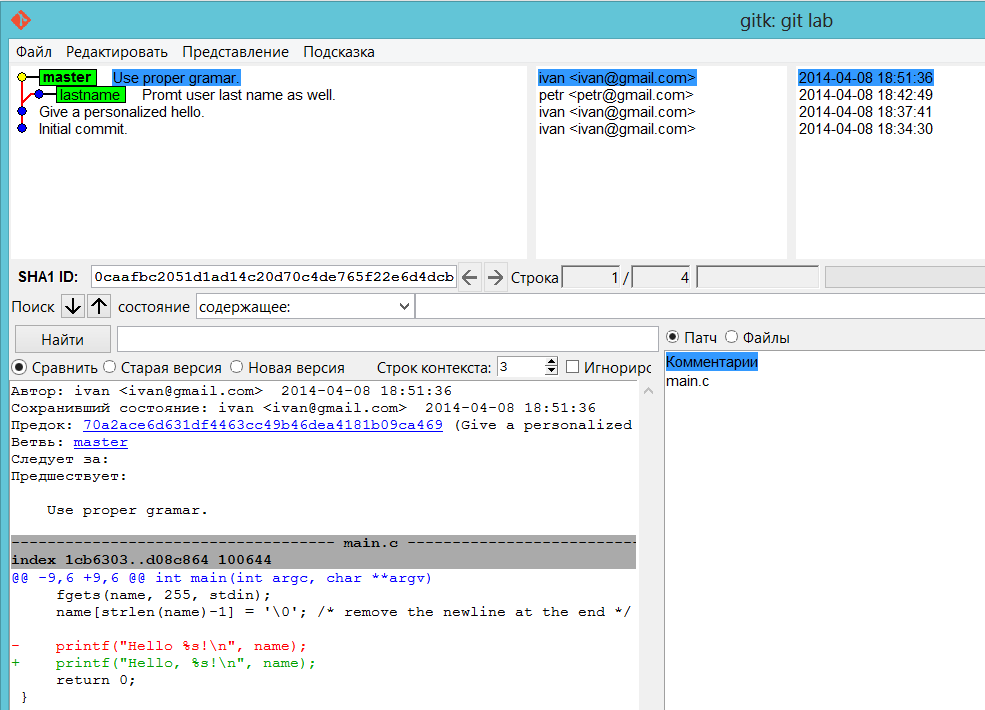 gitk: git lab
Файл Редактировать Представление Подсказка
master Use proper gramar. ivan <ivan@gmail.com> 2014-04-08 18:51:36
lastname Promt user last name as well. petr <petr@gmail.com> 2014-04-08 18:42:49
Give a personalized hello. ivan <ivan@gmail.com> 2014-04-08 18:37:41
Initial commit. ivan <ivan@gmail.com> 2014-04-08 18:34:30
SHA1 ID: 0caafbc2051d1ad14c20d70c4de765f22e6d4dcb Строка 1 / 4
Поиск состояние содержащее:
Найти Патч Файлы
Сравнить Старая версия Новая версия Строк контекста: 3 Игнорирс
Комментарии
main.c
Автор: ivan <ivan@gmail.com> 2014-04-08 18:51:36
Сохранивший состояние: ivan <ivan@gmail.com> 2014-04-08 18:51:36
Предок: 70a2ace6d631df4463cc49b46dea4181b09ca469 (Give a personalized
Ветвь: master
Следует за:
Предшествует:
Use proper gramar.
------------------------------------ main.c --------------------------
index 1cb6303..d08c864 100644
@@ -9,6 +9,6 @@ int main(int argc, char **argv)
fgets(name, 255, stdin);
name[strlen(name)-1] = '\0'; /* remove the newline at the end */
- printf("Hello %s!\n", name);
+ printf("Hello, %s!\n", name);
return 0;
}